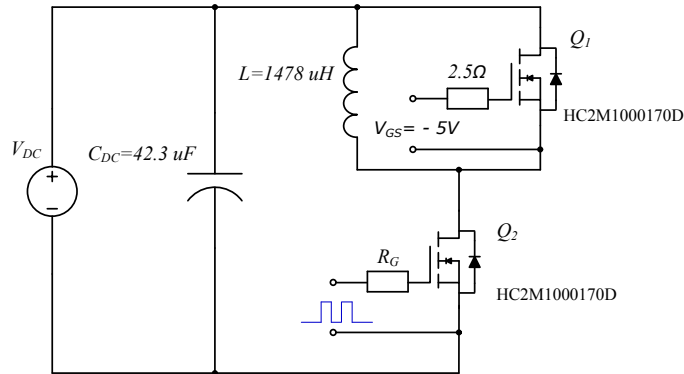 Q1
2.5Ω
L=1478 uH
HC2M1000170D
VGS= - 5V
VDC
CDC=42.3 uF
Q2
RG
HC2M1000170D